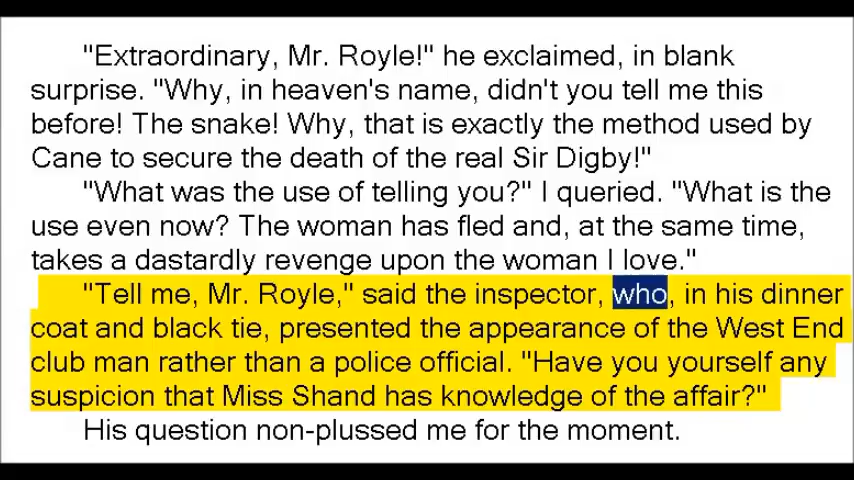 "Extraordinary, Mr. Royle!" he exclaimed, in blank
surprise. "Why, in heaven's name, didn't you tell me this
before! The snake! Why, that is exactly the method used by
Cane to secure the death of the real Sir Digby!"
"What was the use of telling you?" I queried. "What is the
use even now? The woman has fled and, at the same time,
takes a dastardly revenge upon the woman I love."
"Tell me, Mr. Royle," said the inspector, who, in his dinner
coat and black tie, presented the appearance of the West End
club man rather than a police official. "Have you yourself any
suspicion that Miss Shand has knowledge of the affair?"
His question non-plussed me for the moment.